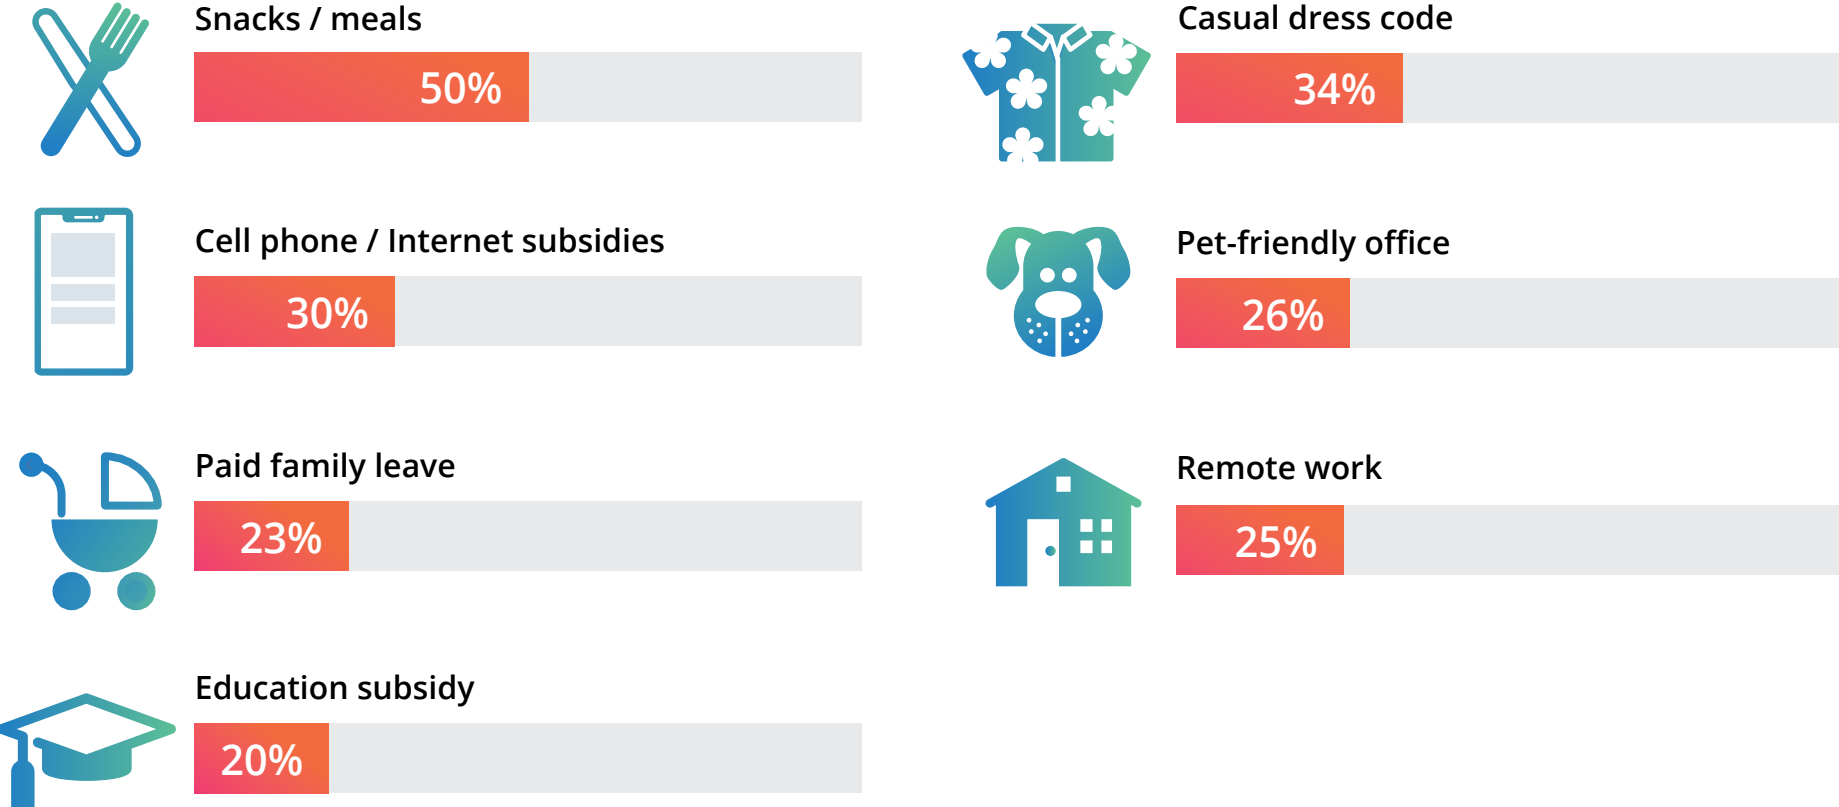 Snacks / meals
50%
Casual dress code
34%
Cell phone / Internet subsidies
30%
Pet-friendly office
26%
Paid family leave
23%
Remote work
25%
Education subsidy
20%